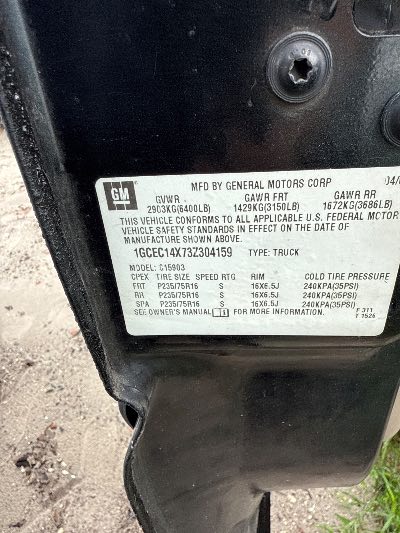 GM
MFD BY GENERAL MOTORS CORP 04/
GVWR GAWR FRT GAWR RR
2903KG(6400LB) 1429KG(3150LB) 1672KG(3686LB)
THIS VEHICLE CONFORMS TO ALL APPLICABLE U.S. FEDERAL MOTOR
VEHICLE SAFETY STANDARDS IN EFFECT ON THE DATE OF
MANUFACTURE SHOWN ABOVE.
1GCEC14X73Z304159 TYPE: TRUCK
MODEL: C15903
TIRE SIZE SPEED RTG RIM COLD TIRE PRESSURE
FRT P235/75R16 S 16X6.5J 240KPA(35PSI)
RR P235/75R16 S 16X6.5J 240KPA(35PSI)
SPA P235/75R16 S 16X6.5J 240KPA(35PSI)
SEE OWNER'S MANUAL FOR MORE INFORMATION.
F 311
T 1526